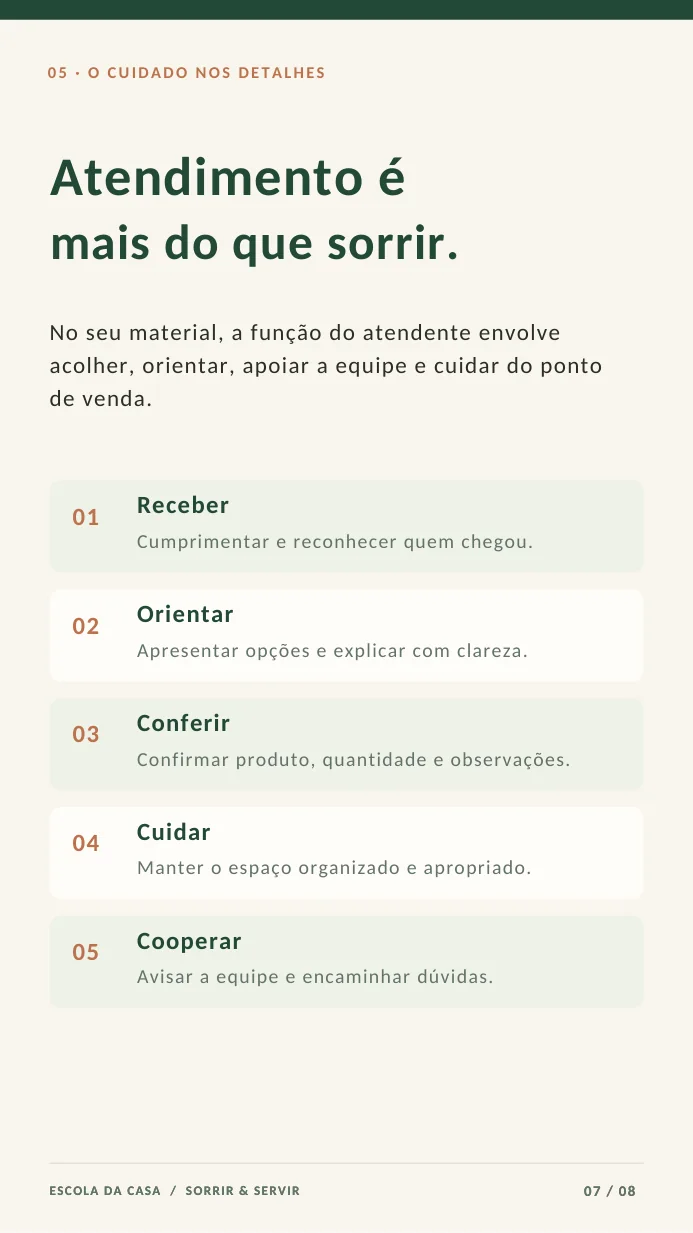 05 · O CUIDADO NOS DETALHES
Atendimento é
mais do que sorrir.
No seu material, a função do atendente envolve
acolher, orientar, apoiar a equipe e cuidar do ponto
de venda.
01
Receber
Cumprimentar e reconhecer quem chegou.
02
Orientar
Apresentar opções e explicar com clareza.
03
Conferir
Confirmar produto, quantidade e observações.
04
Cuidar
Manter o espaço organizado e apropriado.
05
Cooperar
Avisar a equipe e encaminhar dúvidas.
ESCOLA DA CASA / SORRIR & SERVIR
07 / 08